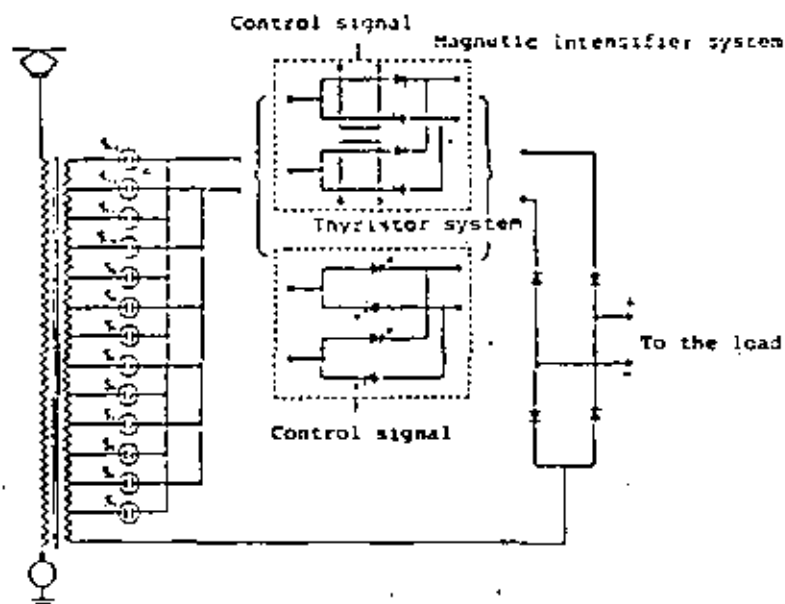 Control signal
Magnetic intensifier system
Thyristor system
To the load
Control signal